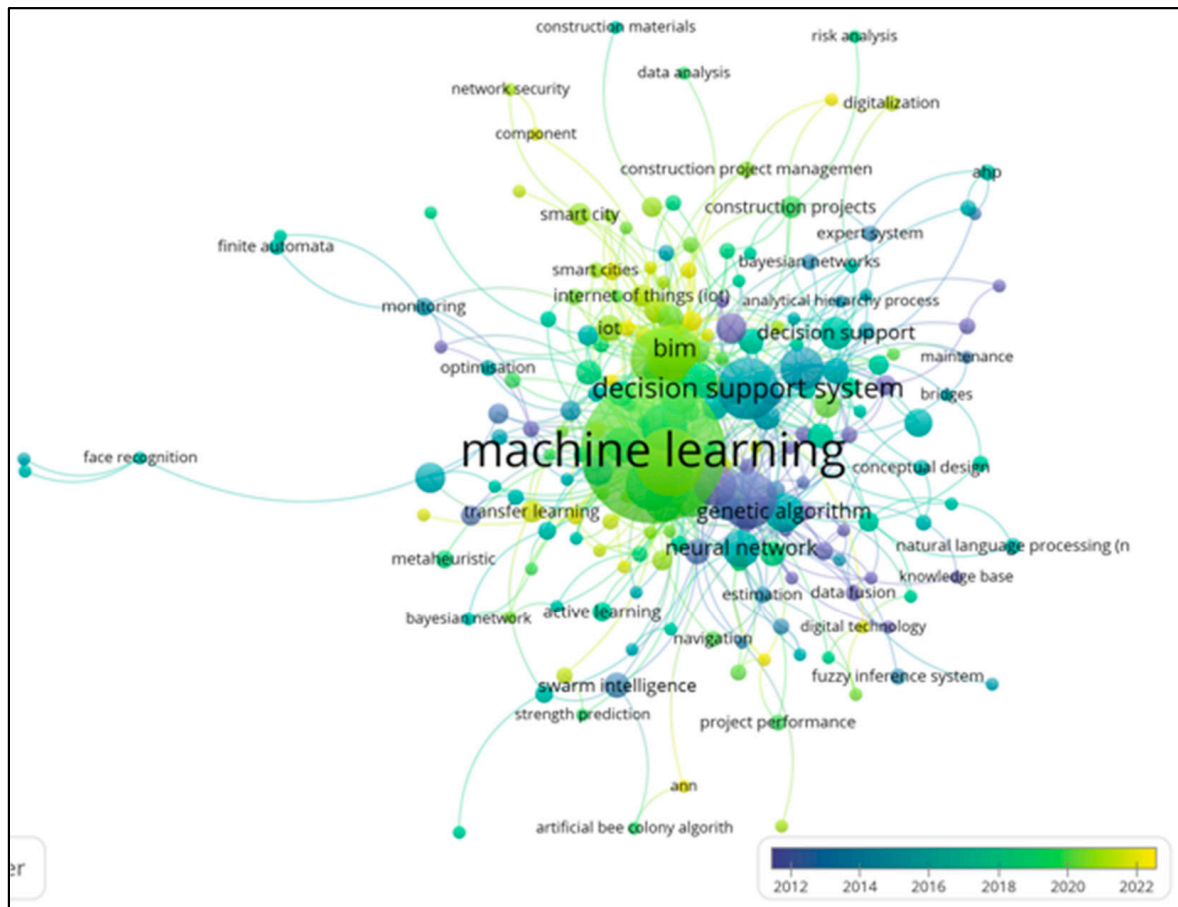 construction materials
risk analysis
data analysis
network security
digitalization
component
construction project managemen
ahp
smart city
construction projects
expert system
finite automata
smart cities
bayesian networks
internet of things (iot)
analytical hierarchy process
monitoring
iot
decision support
bim
maintenance
optimisation
decision support system
bridges
machine learning
face recognition
conceptual design
transfer learning
genetic algorithm
neural network
natural language processing (n
metaheuristic
knowledge base
estimation
data fusion
bayesian network
active learning
navigation
digital technology
fuzzy inference system
swarm intelligence
strength prediction
project performance
ann
artificial bee colony algorith
er
2012
2014
2016
2018
2020
2022